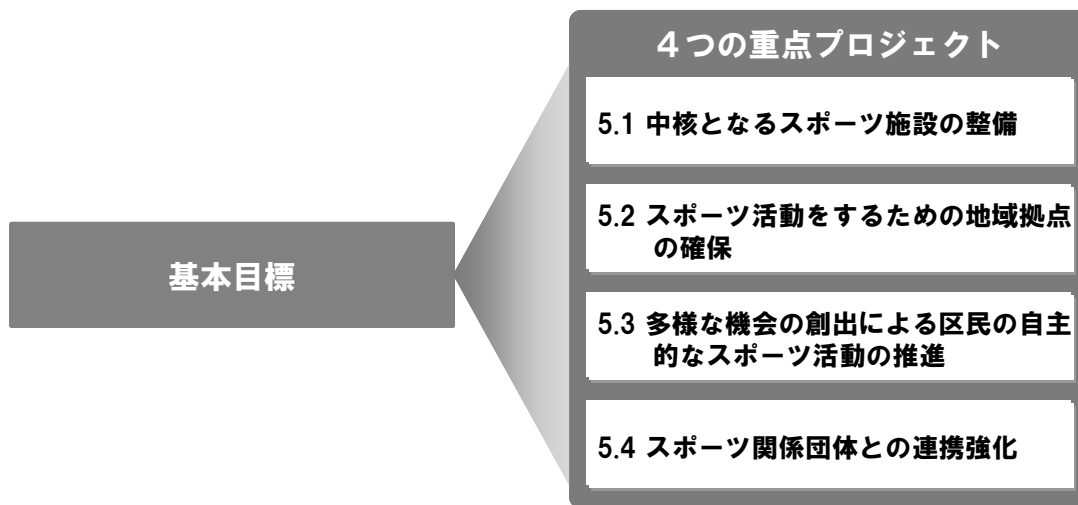 4つの重点プロジェクト
5.1 中核となるスポーツ施設の整備
5.2 スポーツ活動をするための地域拠点
の確保
基本目標
5.3 多様な機会の創出による区民の自主
的なスポーツ活動の推進
5.4 スポーツ関係団体との連携強化